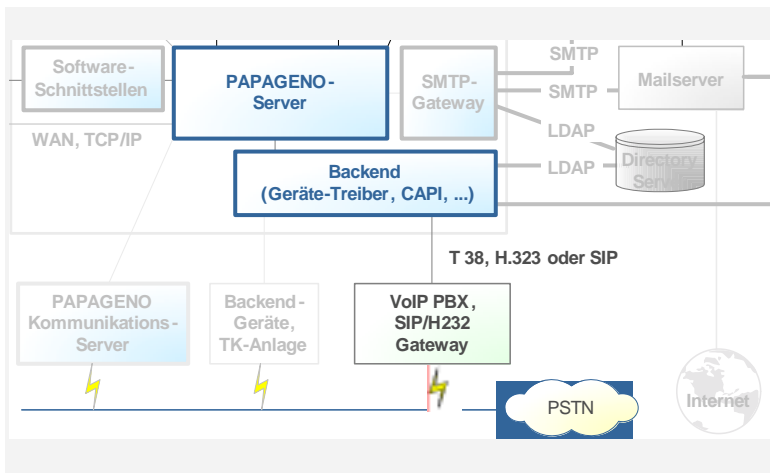 Software-
Schnittstellen
PAPAGENO-
Server
SMTP-
Gateway
SMTP
SMTP
Mailserver
WAN, TCP/IP
LDAP
LDAP
Directory
Server
Backend
(Geräte-Treiber, CAPI, ...)
T 38, H.323 oder SIP
PAPAGENO
Kommunikations-
Server
Backend-
Geräte,
TK-Anlage
VoIP PBX,
SIP/H232
Gateway
PSTN
Internet